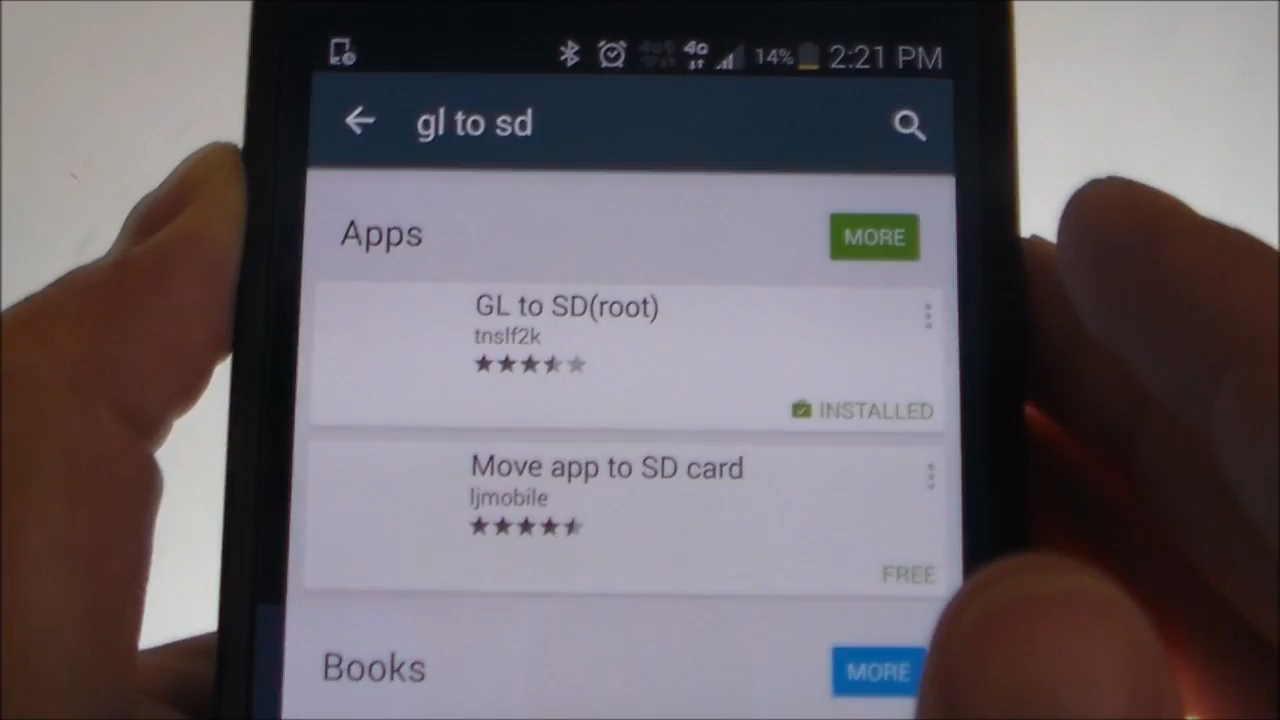 4G 14% 2:21 PM
gl to sd
Apps MORE
GL to SD(root)
tnslf2k
INSTALLED
Move app to SD card
ljmobile
FREE
Books MORE